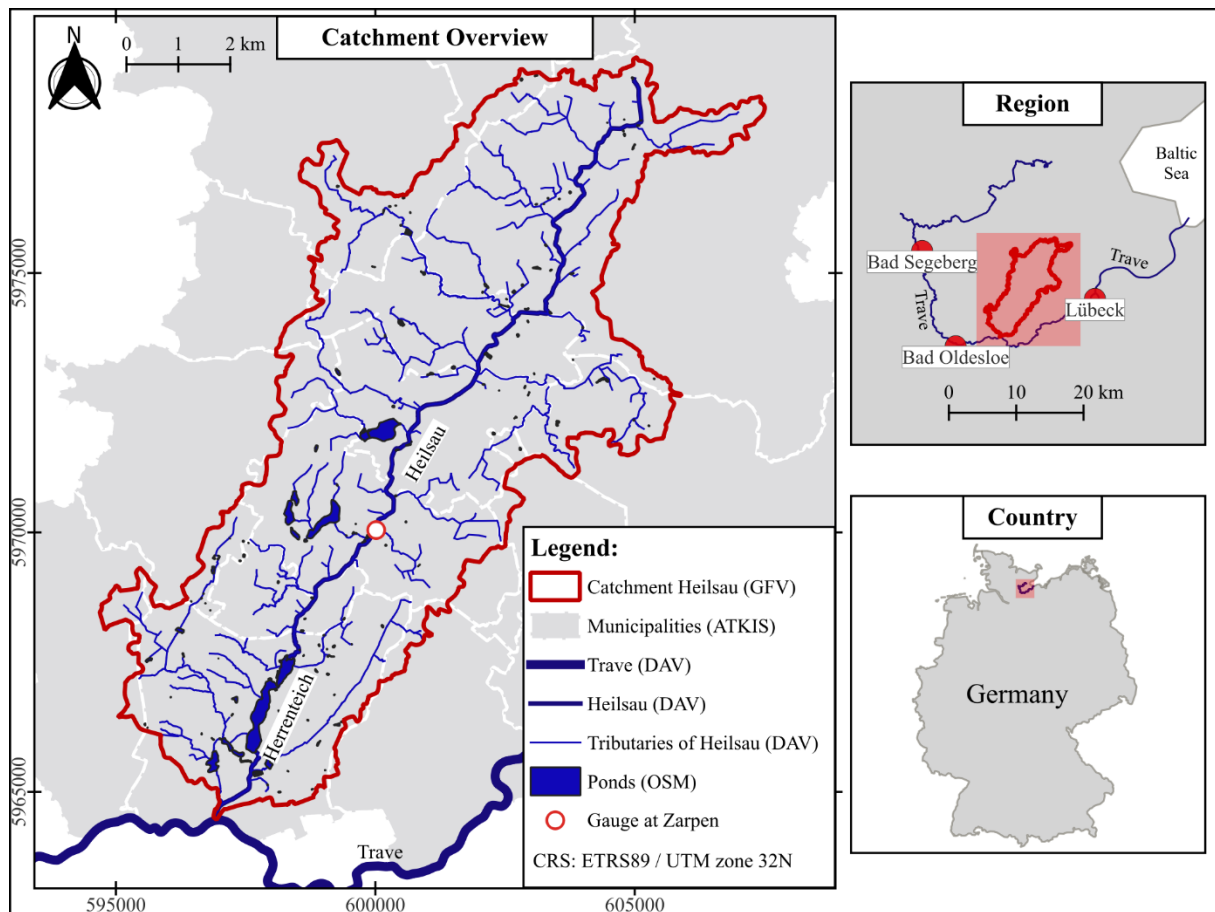 Catchment Overview
N
0 1 2 km
5975000
5970000
5965000
595000 600000 605000
Heilsau
Herrenteich
Trave
Legend:
Catchment Heilsau (GFV)
Municipalities (ATKIS)
Trave (DAV)
Heilsau (DAV)
Tributaries of Heilsau (DAV)
Ponds (OSM)
Gauge at Zarpen
CRS: ETRS89 / UTM zone 32N
Region
Baltic
Sea
Bad Segeberg
Trave
Trave
Lübeck
Bad Oldesloe
0 10 20 km
Country
Germany